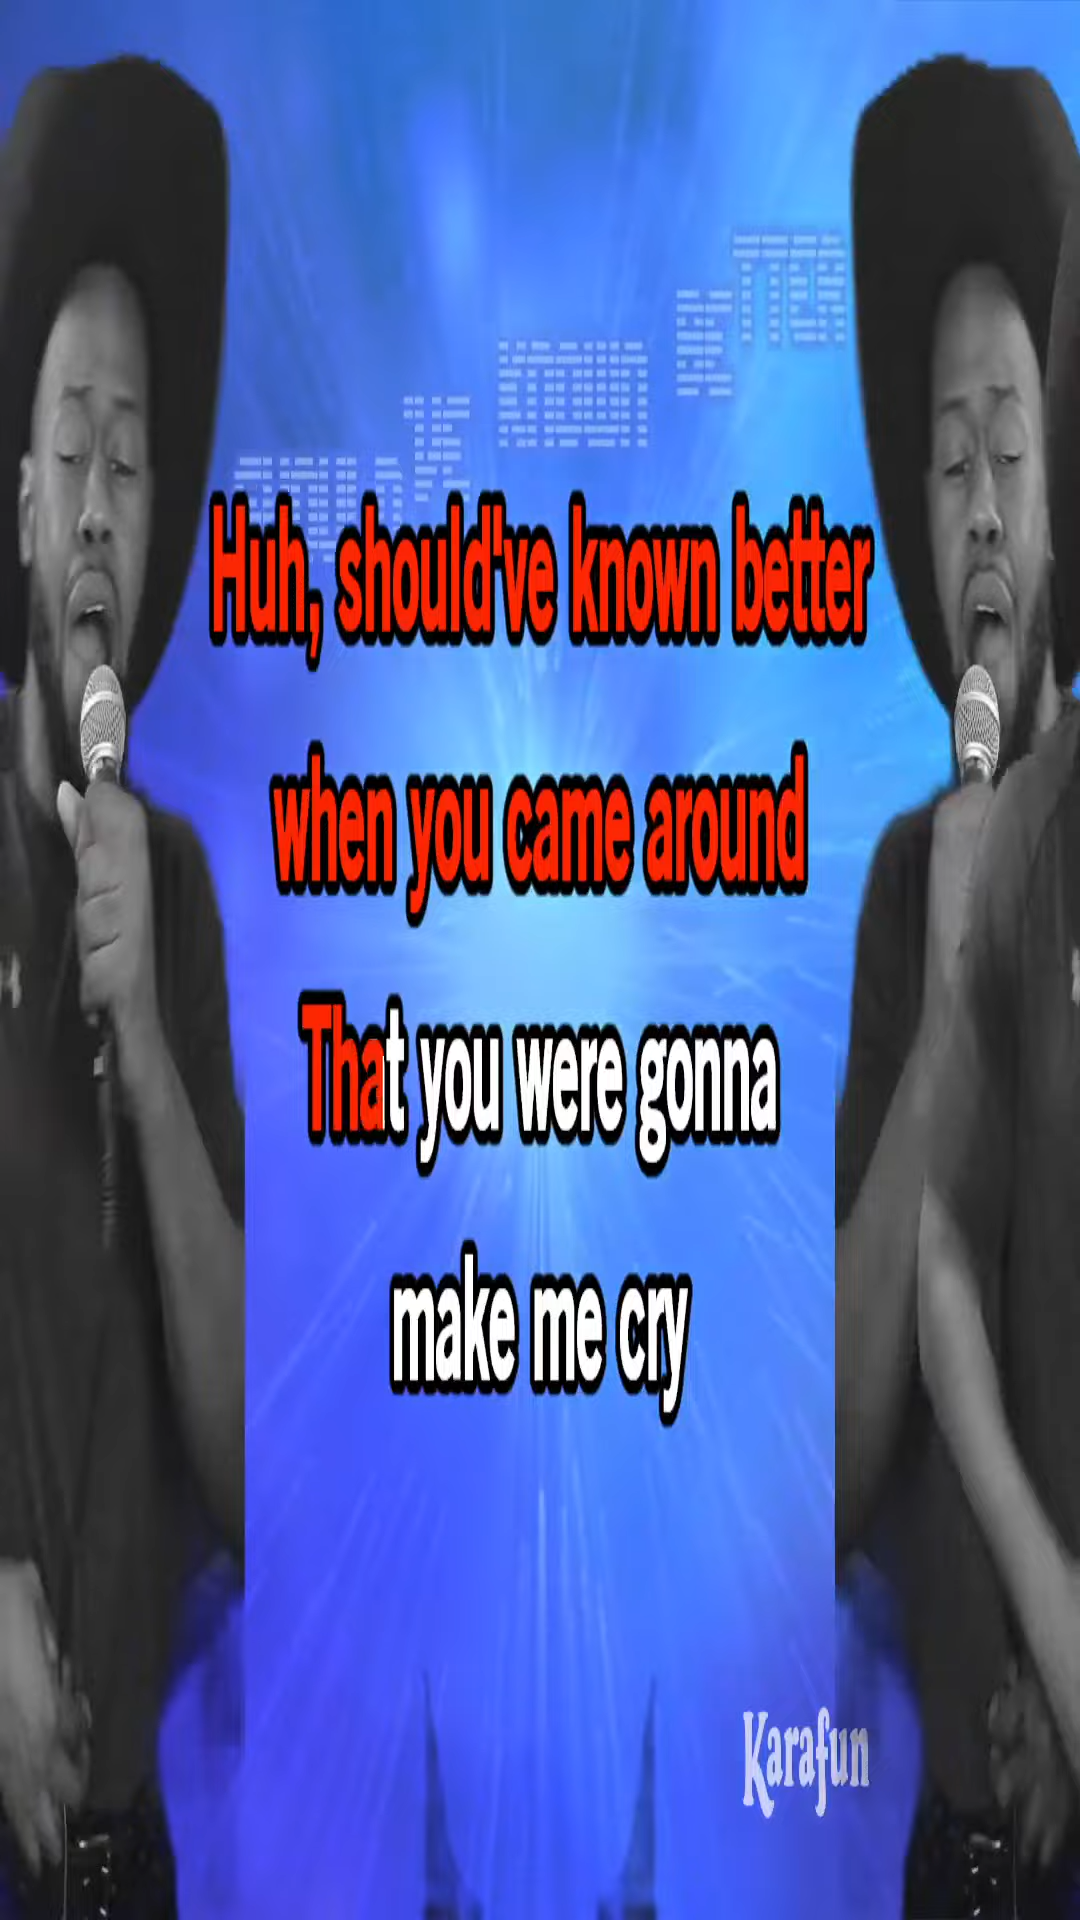 Huh, should've known better
when you came around
That you were gonna
make me cry
Karafun